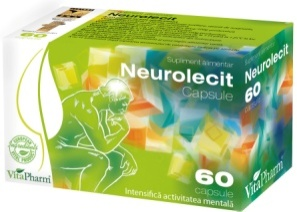 Supliment alimentar
Neurolecit
Capsule
60
capsule
VitaPharm
Intensifică activitatea mentală
Neurolecit
60
VitaPharm